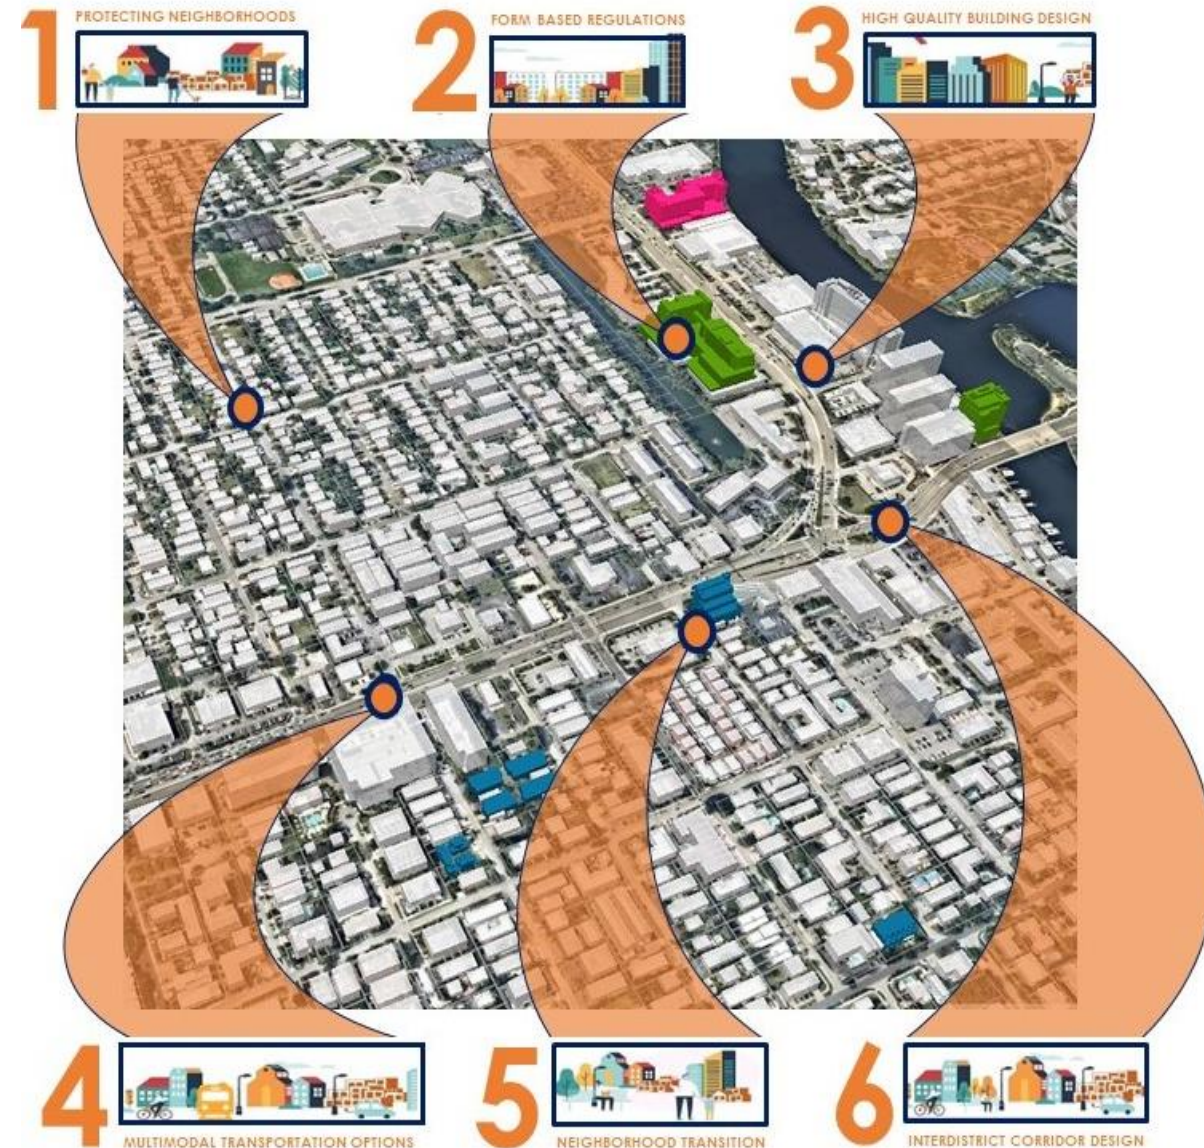 1 PROTECTING NEIGHBORHOODS
2 FORM BASED REGULATIONS
3 HIGH QUALITY BUILDING DESIGN
4 MULTIMODAL TRANSPORTATION OPTIONS
5 NEIGHBORHOOD TRANSITION
6 INTERDISTRICT CORRIDOR DESIGN